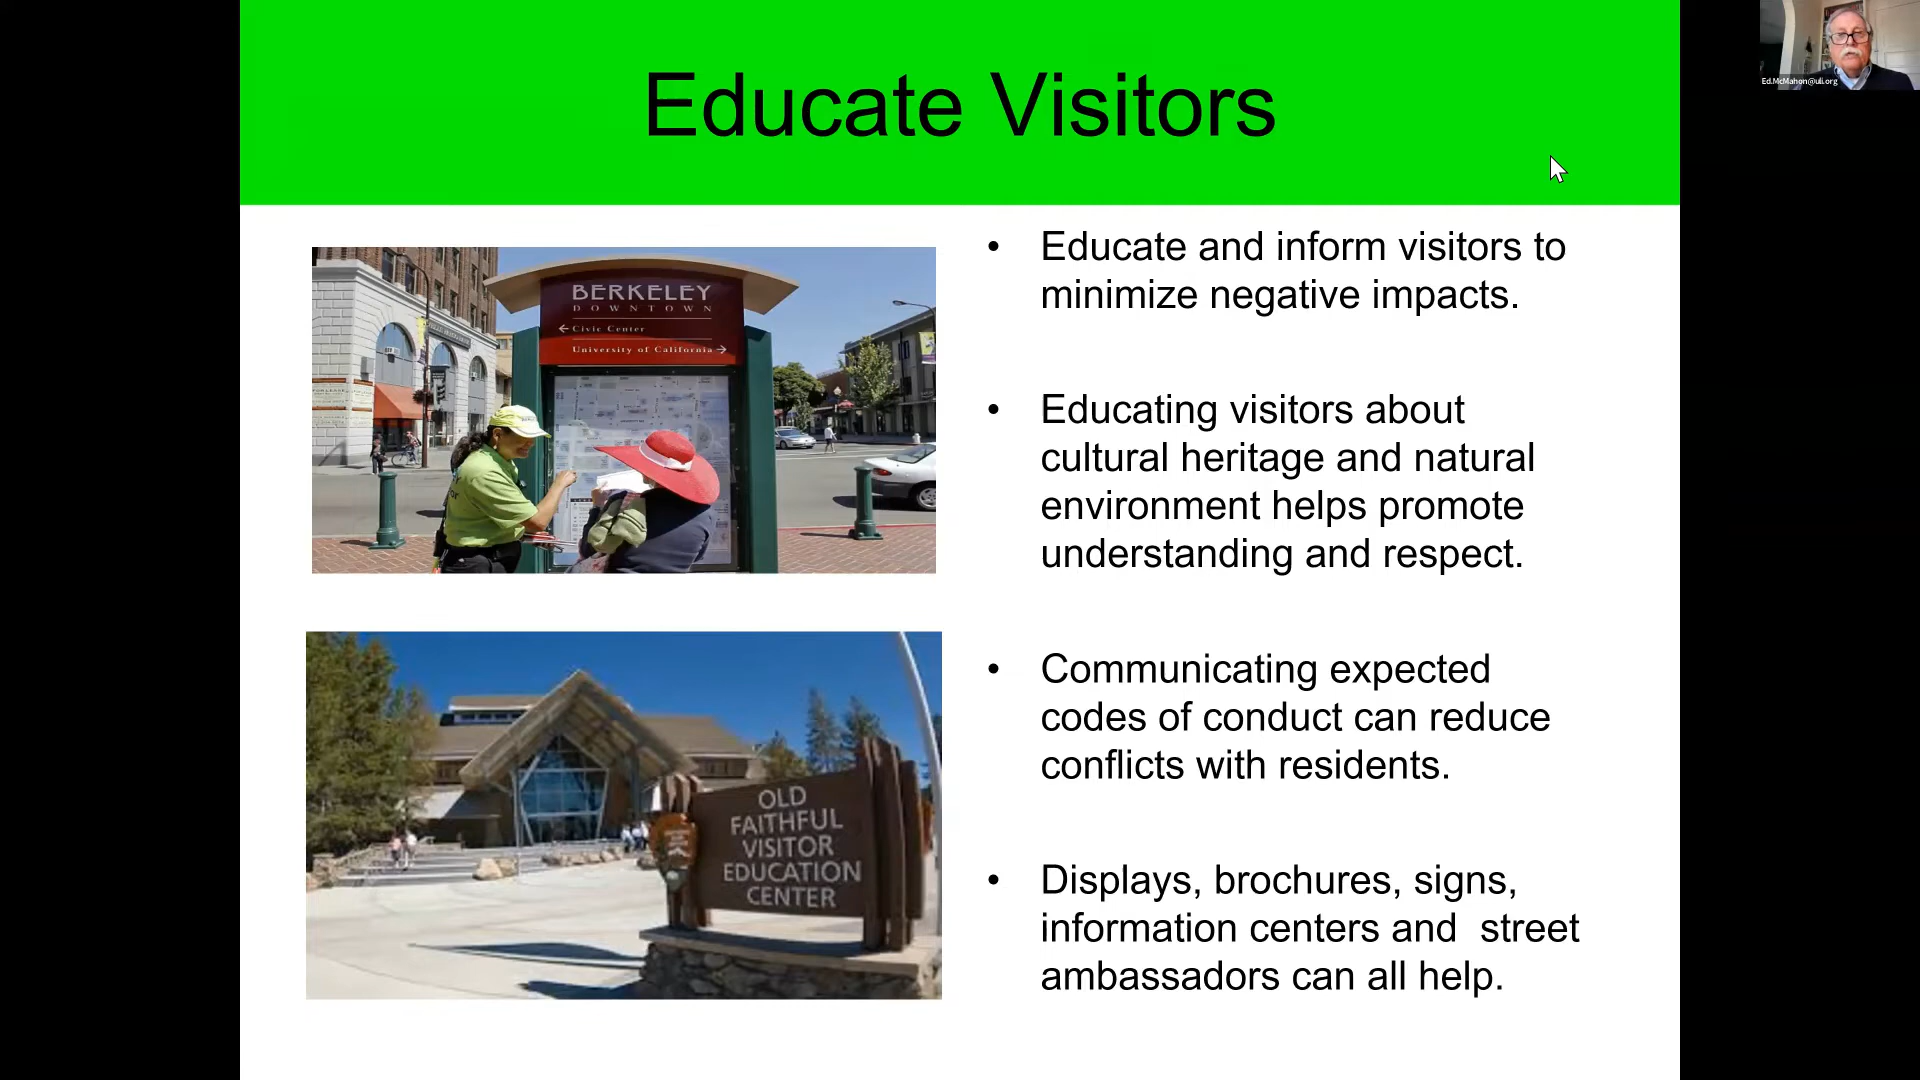 Educate Visitors
Ed.McMahon@uli.org
BERKELEY
DOWNTOWN
←Civic Center
University of California→
• Educate and inform visitors to
minimize negative impacts.
• Educating visitors about
cultural heritage and natural
environment helps promote
understanding and respect.
OLD
FAITHFUL
VISITOR
EDUCATION
CENTER
• Communicating expected
codes of conduct can reduce
conflicts with residents.
• Displays, brochures, signs,
information centers and  street
ambassadors can all help.